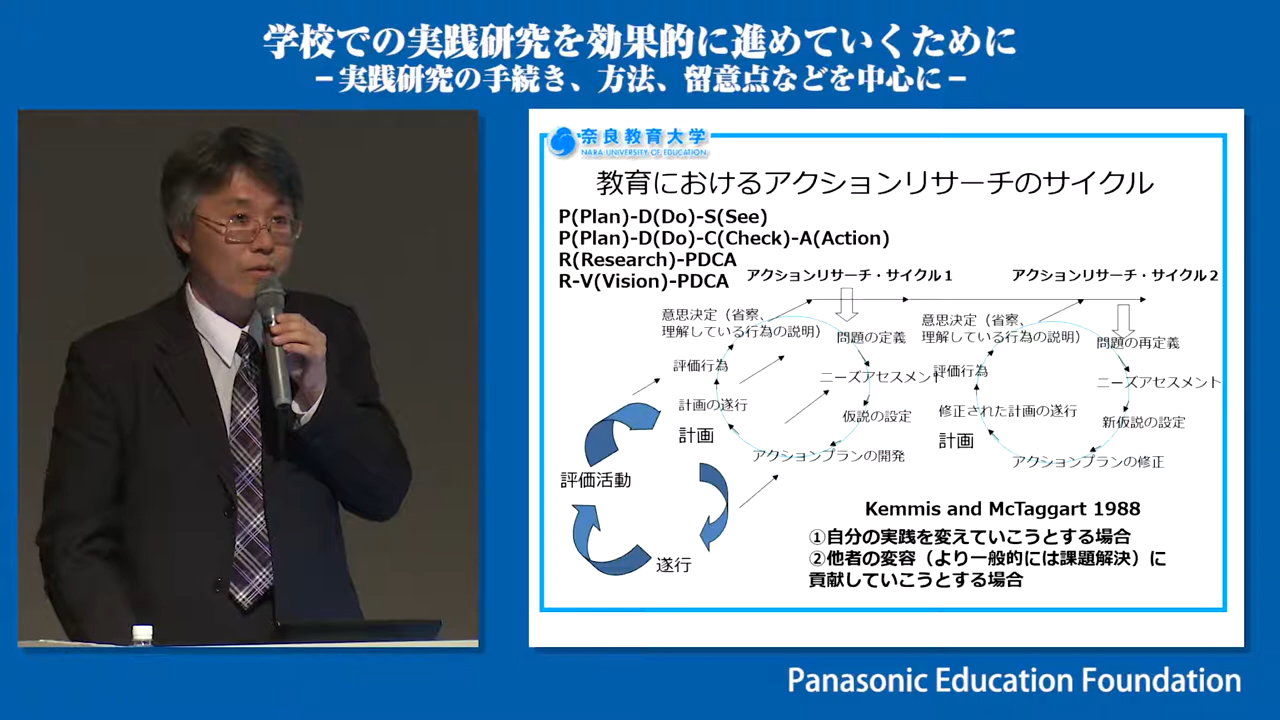 学校での実践研究を効果的に進めていくために
－実践研究の手続き、方法、留意点などを中心に－
奈良教育大学
NARA UNIVERSITY OF EDUCATION
教育におけるアクションリサーチのサイクル
P(Plan)-D(Do)-S(See)
P(Plan)-D(Do)-C(Check)-A(Action)
R(Research)-PDCA
R-V(Vision)-PDCA
アクションリサーチ・サイクル１
意思決定（省察、
理解している行為の説明）
問題の定義
評価行為
ニーズアセスメント
計画の遂行
仮説の設定
アクションプランの開発
アクションリサーチ・サイクル２
意思決定（省察、
理解している行為の説明）
問題の再定義
評価行為
ニーズアセスメント
修正された計画の遂行
新仮説の設定
計画
アクションプランの修正
計画
評価活動
遂行
Kemmis and McTaggart 1988
①自分の実践を変えていこうとする場合
②他者の変容（より一般的には課題解決）に
貢献していこうとする場合
Panasonic Education Foundation